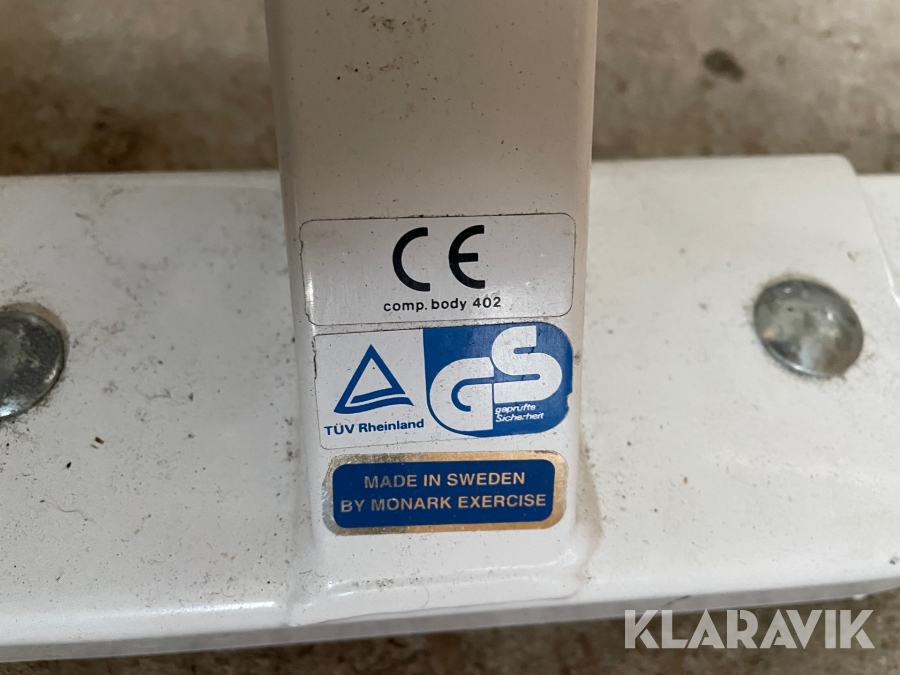 CE
comp. body 402
TÜV Rheinland
GS
geprüfte
Sicherheit
MADE IN SWEDEN
BY MONARK EXERCISE
KLARAVIK